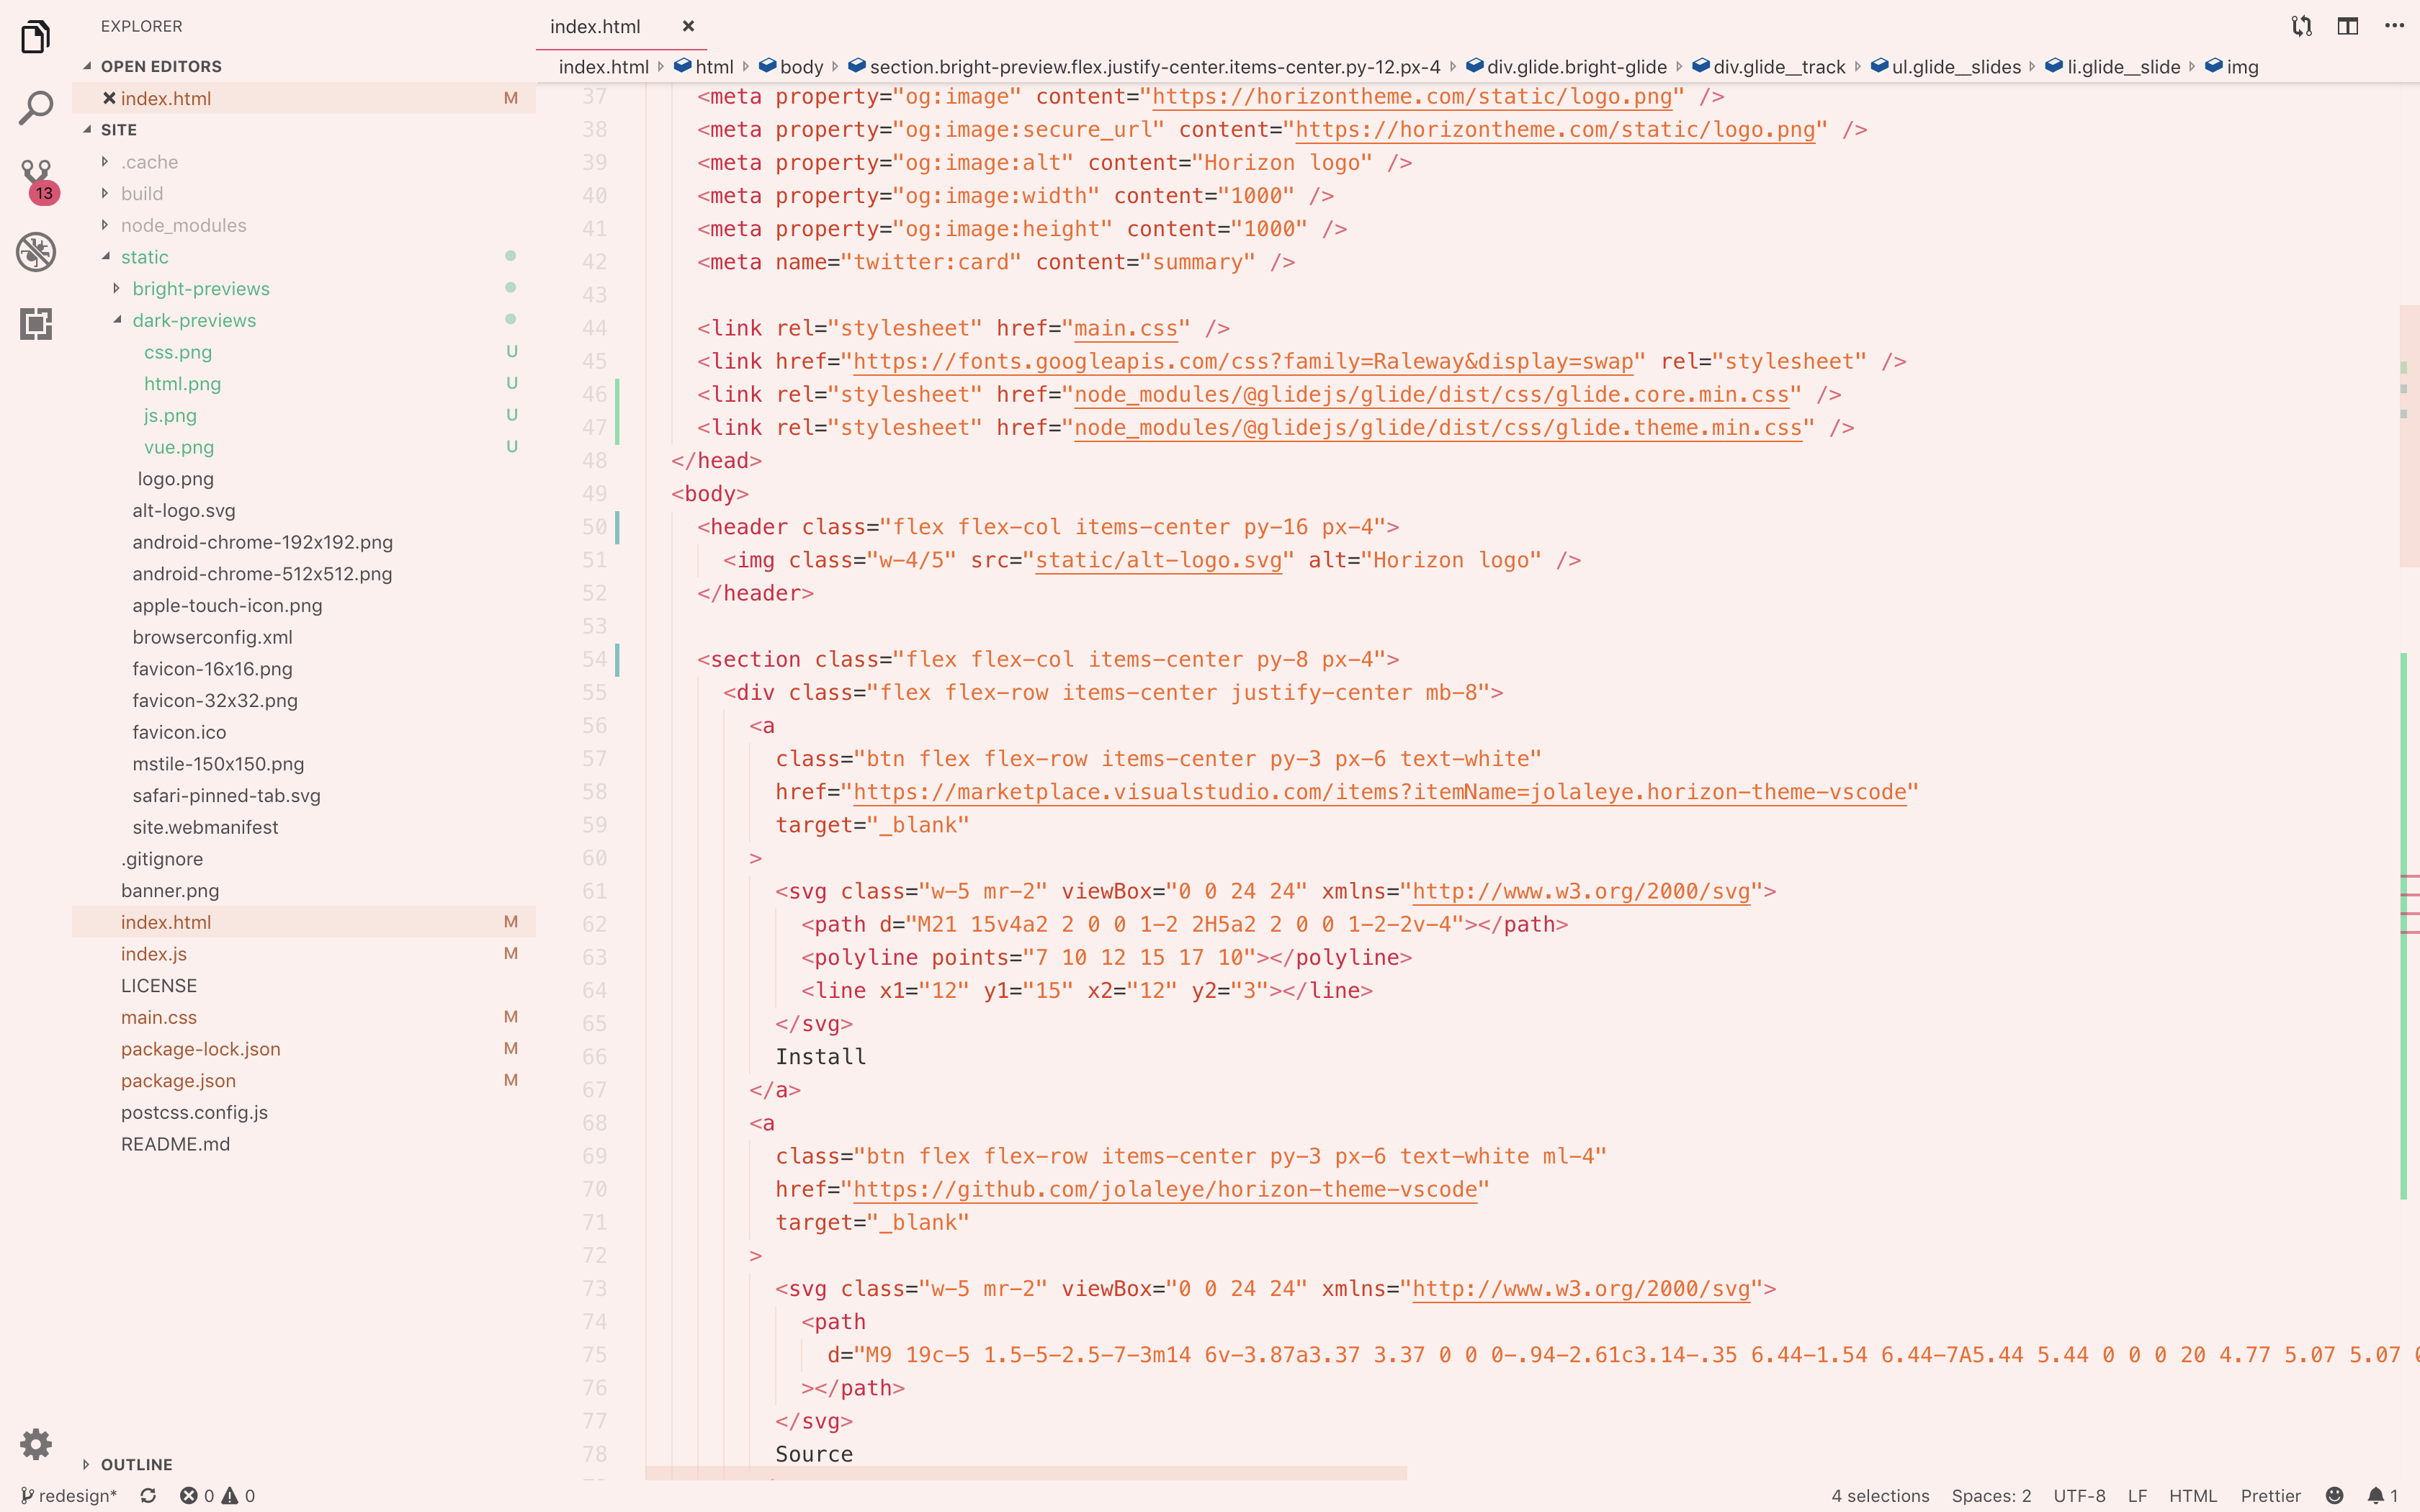 EXPLORER
OPEN EDITORS
index.html M
SITE
.cache
build
node_modules
static
bright-previews
dark-previews
css.png U
html.png U
js.png U
vue.png U
logo.png
alt-logo.svg
android-chrome-192x192.png
android-chrome-512x512.png
apple-touch-icon.png
browserconfig.xml
favicon-16x16.png
favicon-32x32.png
favicon.ico
mstile-150x150.png
safari-pinned-tab.svg
site.webmanifest
.gitignore
banner.png
index.html M
index.js M
LICENSE
main.css M
package-lock.json M
package.json M
postcss.config.js
README.md
OUTLINE
13
index.html
index.html html body section.bright-preview.flex.justify-center.items-center.py-12.px-4 div.glide.bright-glide div.glide__track ul.glide__slides li.glide__slide img
37 <meta property="og:image" content="https://horizontheme.com/static/logo.png" />
38 <meta property="og:image:secure_url" content="https://horizontheme.com/static/logo.png" />
39 <meta property="og:image:alt" content="Horizon logo" />
40 <meta property="og:image:width" content="1000" />
41 <meta property="og:image:height" content="1000" />
42 <meta name="twitter:card" content="summary" />
43
44 <link rel="stylesheet" href="main.css" />
45 <link href="https://fonts.googleapis.com/css?family=Raleway&display=swap" rel="stylesheet" />
46 <link rel="stylesheet" href="node_modules/@glidejs/glide/dist/css/glide.core.min.css" />
47 <link rel="stylesheet" href="node_modules/@glidejs/glide/dist/css/glide.theme.min.css" />
48 </head>
49 <body>
50 <header class="flex flex-col items-center py-16 px-4">
51 <img class="w-4/5" src="static/alt-logo.svg" alt="Horizon logo" />
52 </header>
53
54 <section class="flex flex-col items-center py-8 px-4">
55 <div class="flex flex-row items-center justify-center mb-8">
56 <a
57 class="btn flex flex-row items-center py-3 px-6 text-white"
58 href="https://marketplace.visualstudio.com/items?itemName=jolaleye.horizon-theme-vscode"
59 target="_blank"
60 >
61 <svg class="w-5 mr-2" viewBox="0 0 24 24" xmlns="http://www.w3.org/2000/svg">
62 <path d="M21 15v4a2 2 0 0 1-2 2H5a2 2 0 0 1-2-2v-4"></path>
63 <polyline points="7 10 12 15 17 10"></polyline>
64 <line x1="12" y1="15" x2="12" y2="3"></line>
65 </svg>
66 Install
67 </a>
68 <a
69 class="btn flex flex-row items-center py-3 px-6 text-white ml-4"
70 href="https://github.com/jolaleye/horizon-theme-vscode"
71 target="_blank"
72 >
73 <svg class="w-5 mr-2" viewBox="0 0 24 24" xmlns="http://www.w3.org/2000/svg">
74 <path
75 d="M9 19c-5 1.5-5-2.5-7-3m14 6v-3.87a3.37 3.37 0 0 0-.94-2.61c3.14-.35 6.44-1.54 6.44-7A5.44 5.44 0 0 0 20 4.77 5.07 5.07
76 ></path>
77 </svg>
78 Source
redesign* 0 0 4 selections Spaces: 2 UTF-8 LF HTML Prettier 1